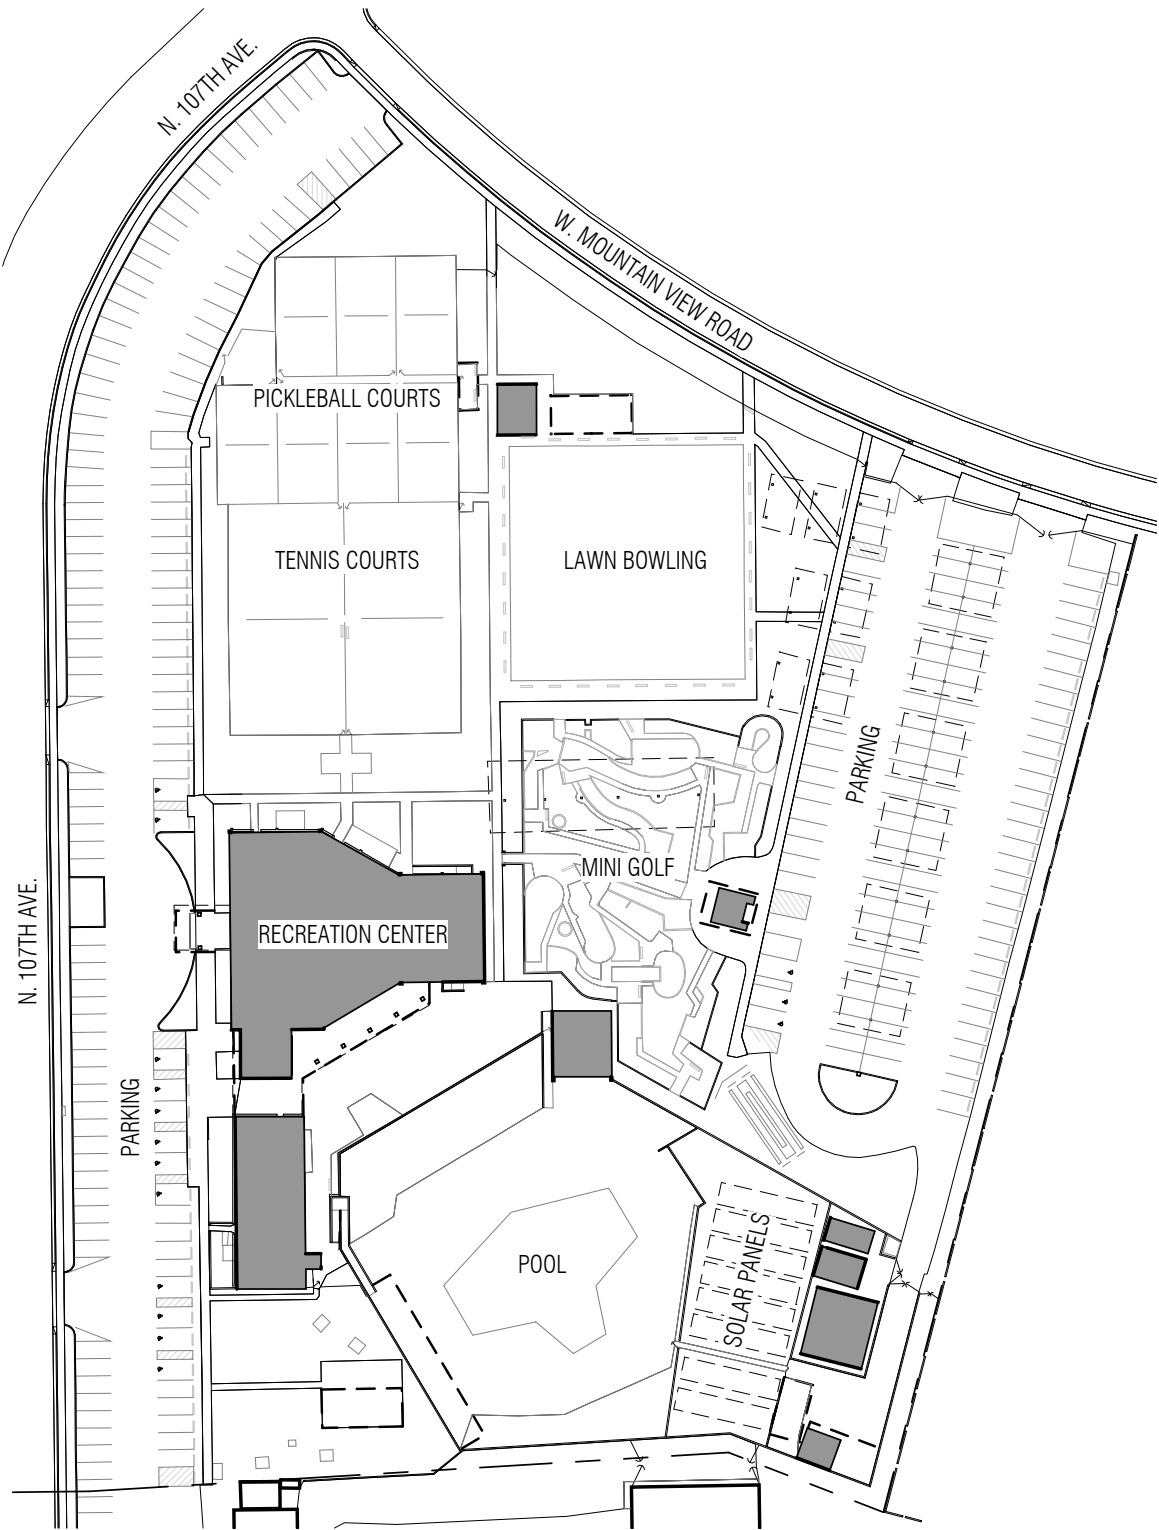 N. 107TH AVE.
W. MOUNTAIN VIEW ROAD
PICKLEBALL COURTS
TENNIS COURTS
LAWN BOWLING
PARKING
MINI GOLF
N. 107TH AVE.
RECREATION CENTER
PARKING
POOL
SOLAR PANELS